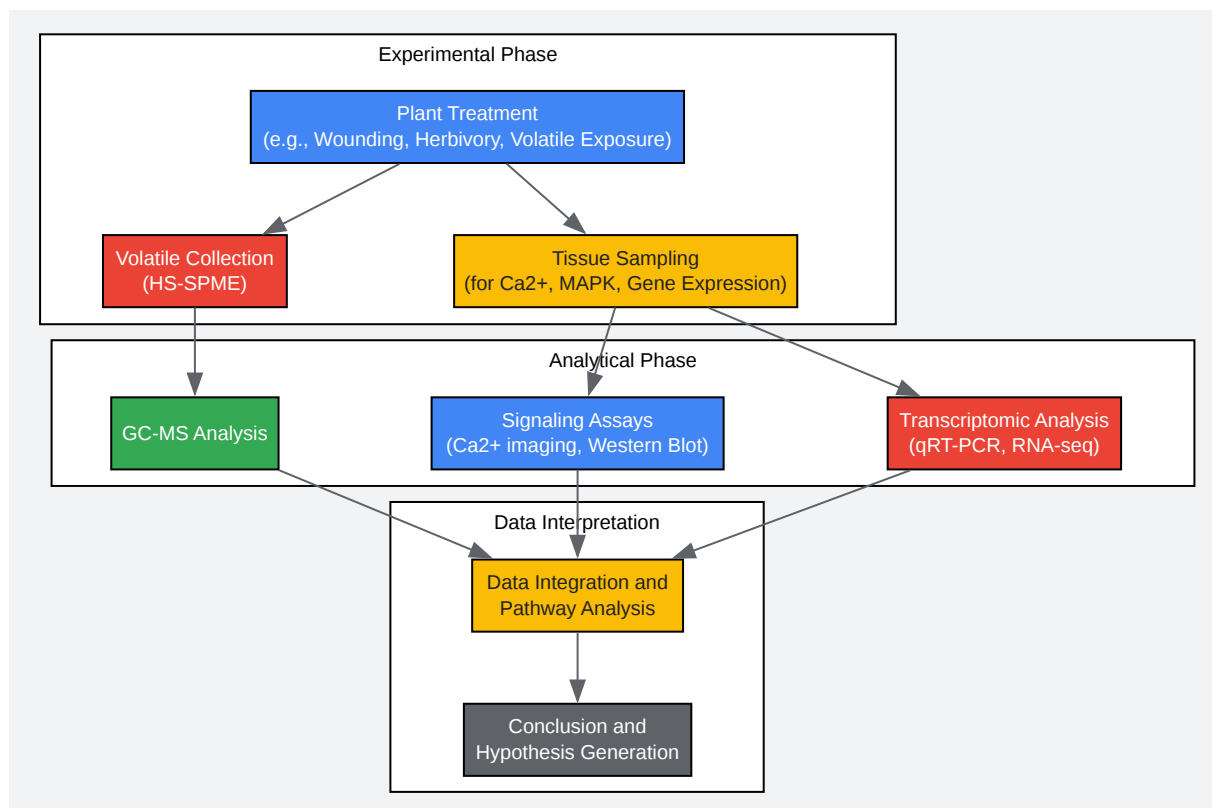 Experimental Phase
Plant Treatment
(e.g., Wounding, Herbivory, Volatile Exposure)
Volatile Collection
(HS-SPME)
Tissue Sampling
(for Ca2+, MAPK, Gene Expression)
Analytical Phase
GC-MS Analysis
Signaling Assays
(Ca2+ imaging, Western Blot)
Transcriptomic Analysis
(qRT-PCR, RNA-seq)
Data Interpretation
Data Integration and
Pathway Analysis
Conclusion and
Hypothesis Generation